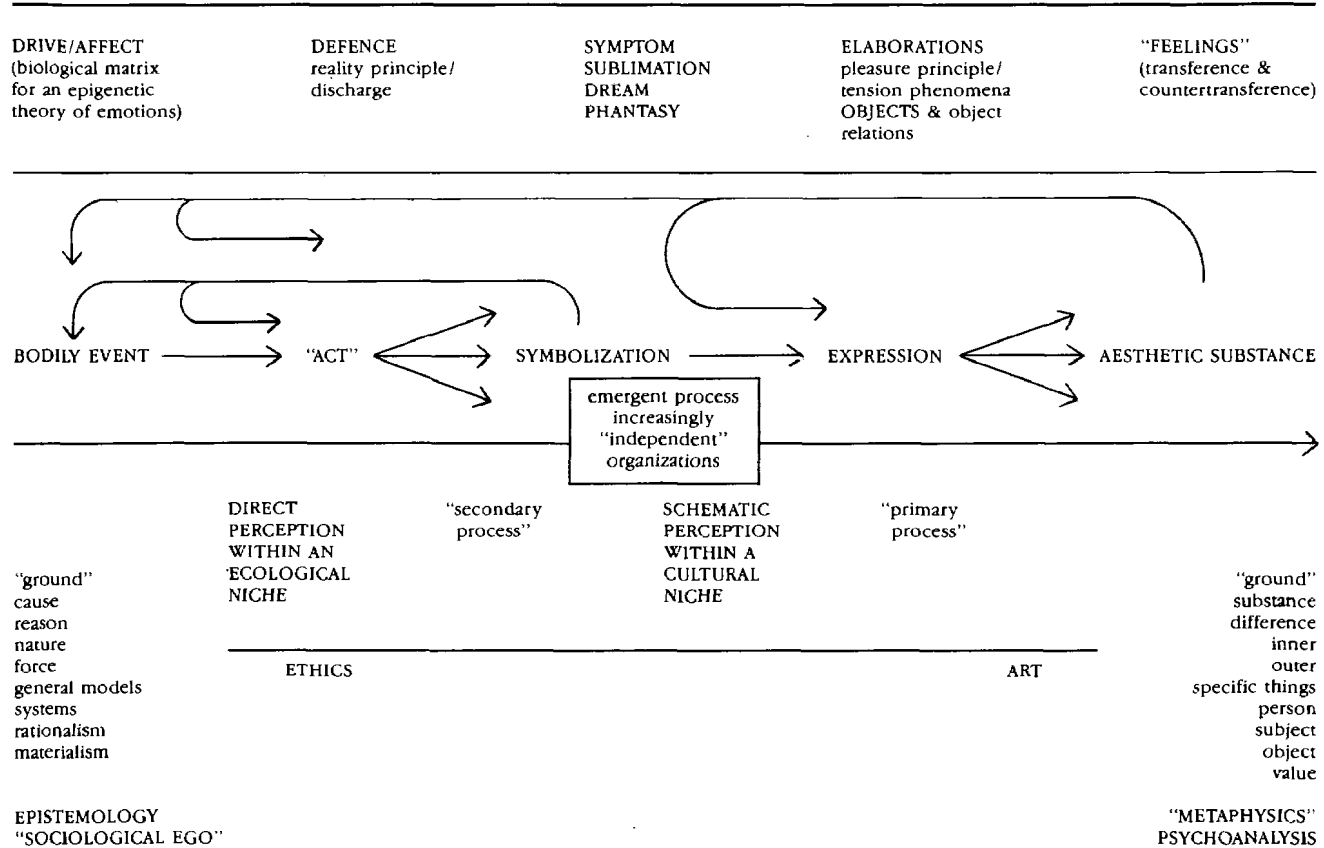 DRIVE/AFFECT
(biological matrix
for an epigenetic
theory of emotions)
DEFENCE
reality principle/
discharge
SYMPTOM
SUBLIMATION
DREAM
PHANTASY
ELABORATIONS
pleasure principle/
tension phenomena
OBJECTS & object
relations
"FEELINGS"
(transference &
countertransference)
BODILY EVENT
"ACT"
SYMBOLIZATION
EXPRESSION
AESTHETIC SUBSTANCE
emergent process
increasingly
"independent"
organizations
DIRECT
PERCEPTION
WITHIN AN
ECOLOGICAL
NICHE
"secondary
process"
SCHEMATIC
PERCEPTION
WITHIN A
CULTURAL
NICHE
"primary
process"
"ground"
cause
reason
nature
force
general models
systems
rationalism
materialism
"ground"
substance
difference
inner
outer
specific things
person
subject
object
value
ETHICS
ART
EPISTEMOLOGY
"SOCIOLOGICAL EGO"
"METAPHYSICS"
PSYCHOANALYSIS